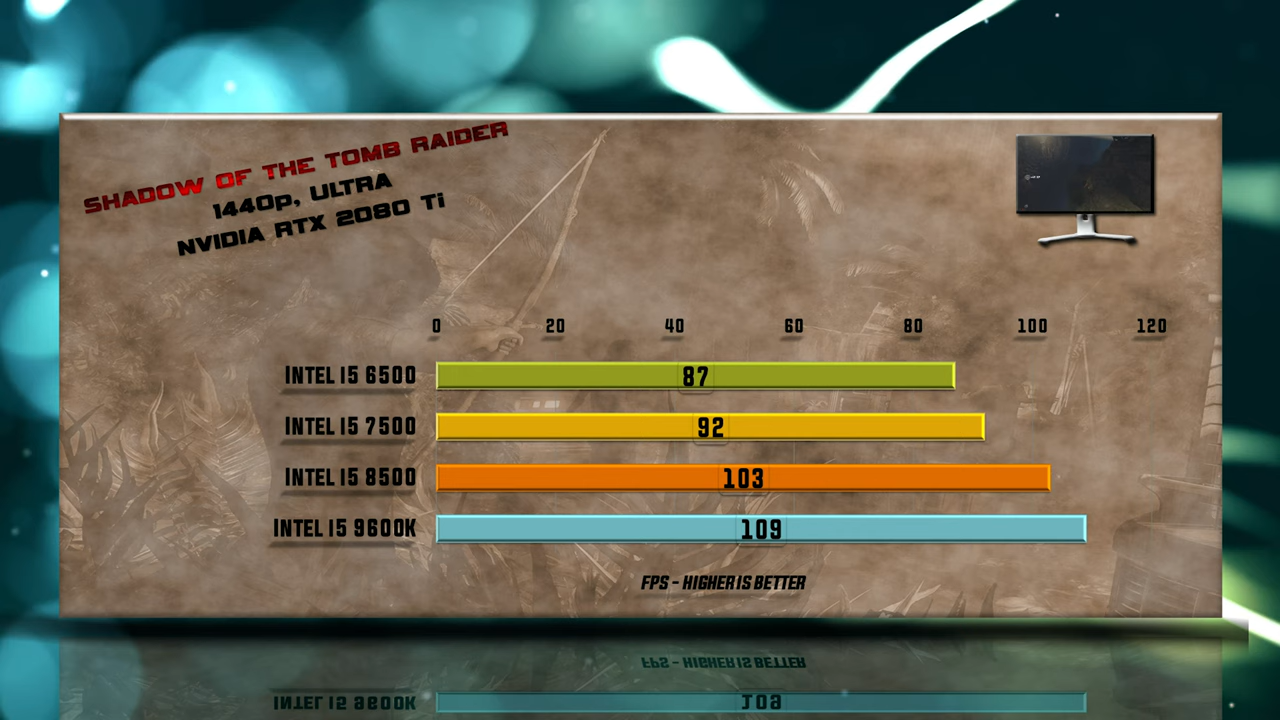 SHADOW OF THE TOMB RAIDER
1440p, ULTRA
NVIDIA RTX 2080 Ti
0 20 40 60 80 100 120
INTEL I5 6500 87
INTEL I5 7500 92
INTEL I5 8500 103
INTEL I5 9600K 109
FPS - HIGHER IS BETTER